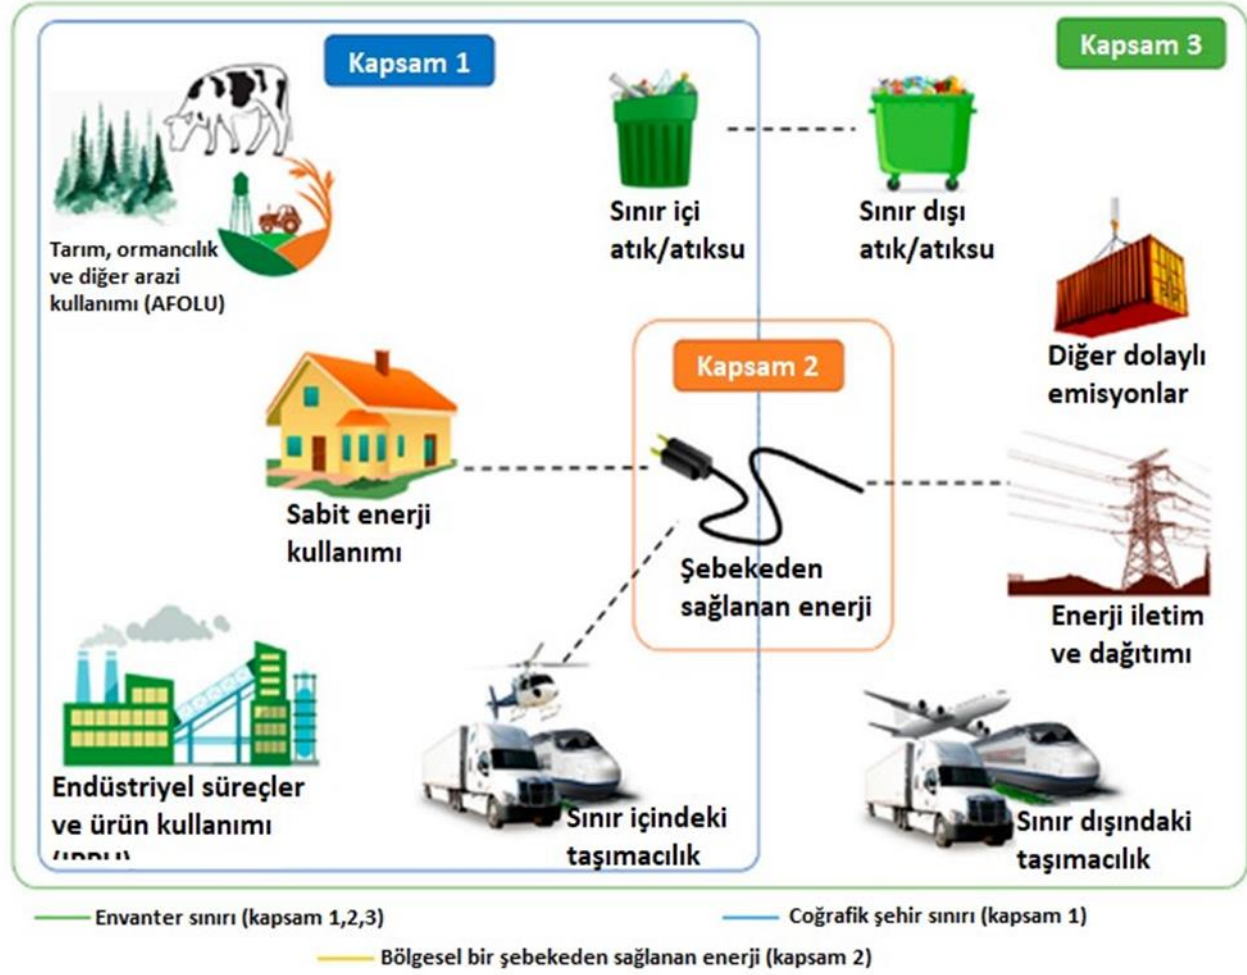 Kapsam 1
Kapsam 3
Sınır içi
atık/atıksu
Sınır dışı
atık/atıksu
Tarım, ormancılık
ve diğer arazi
kullanımı (AFOLU)
Kapsam 2
Diğer dolaylı
emisyonlar
Sabit enerji
kullanımı
Şebekeden
sağlanan enerji
Enerji iletim
ve dağıtımı
Endüstriyel süreçler
ve ürün kullanımı
Sınır içindeki
taşımacılık
Sınır dışındaki
taşımacılık
Envanter sınırı (kapsam 1,2,3)
Coğrafik şehir sınırı (kapsam 1)
Bölgesel bir şebekeden sağlanan enerji (kapsam 2)